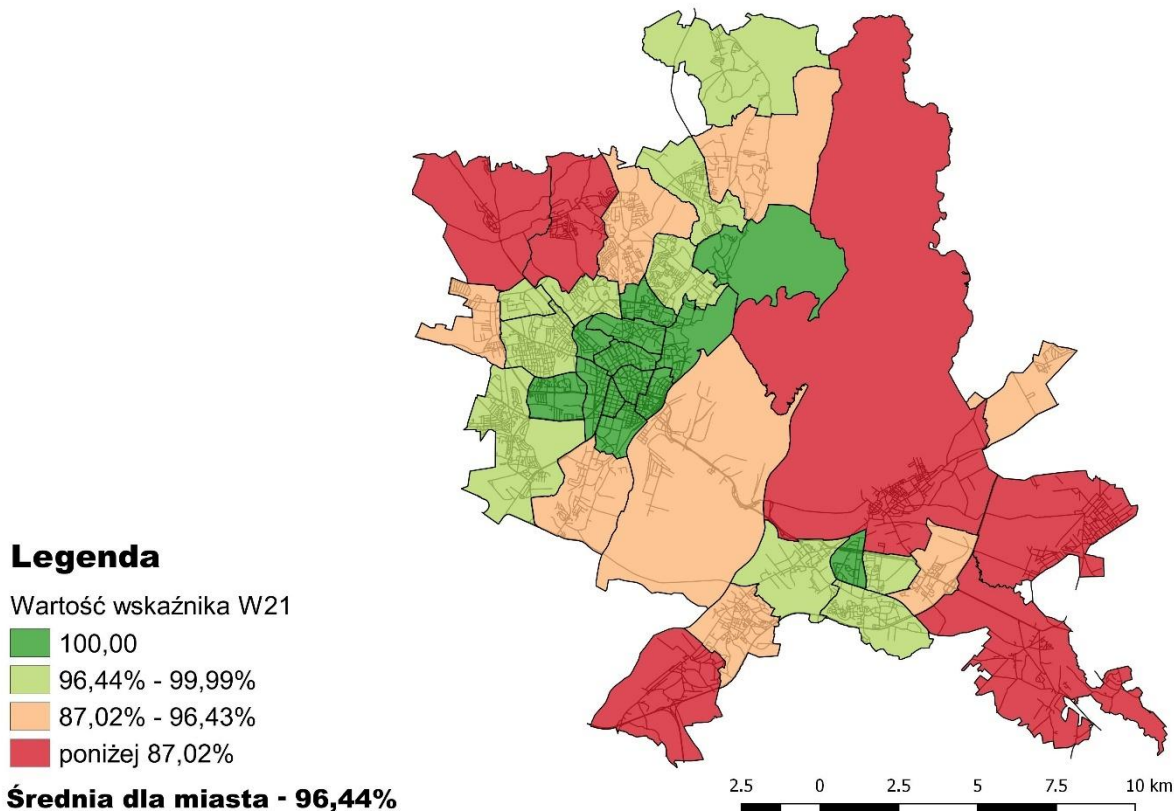 Legenda
Wartość wskaźnika W21
100,00
96,44% - 99,99%
87,02% - 96,43%
poniżej 87,02%
Średnia dla miasta - 96,44%
2.5 0 2.5 5 7.5 10 km